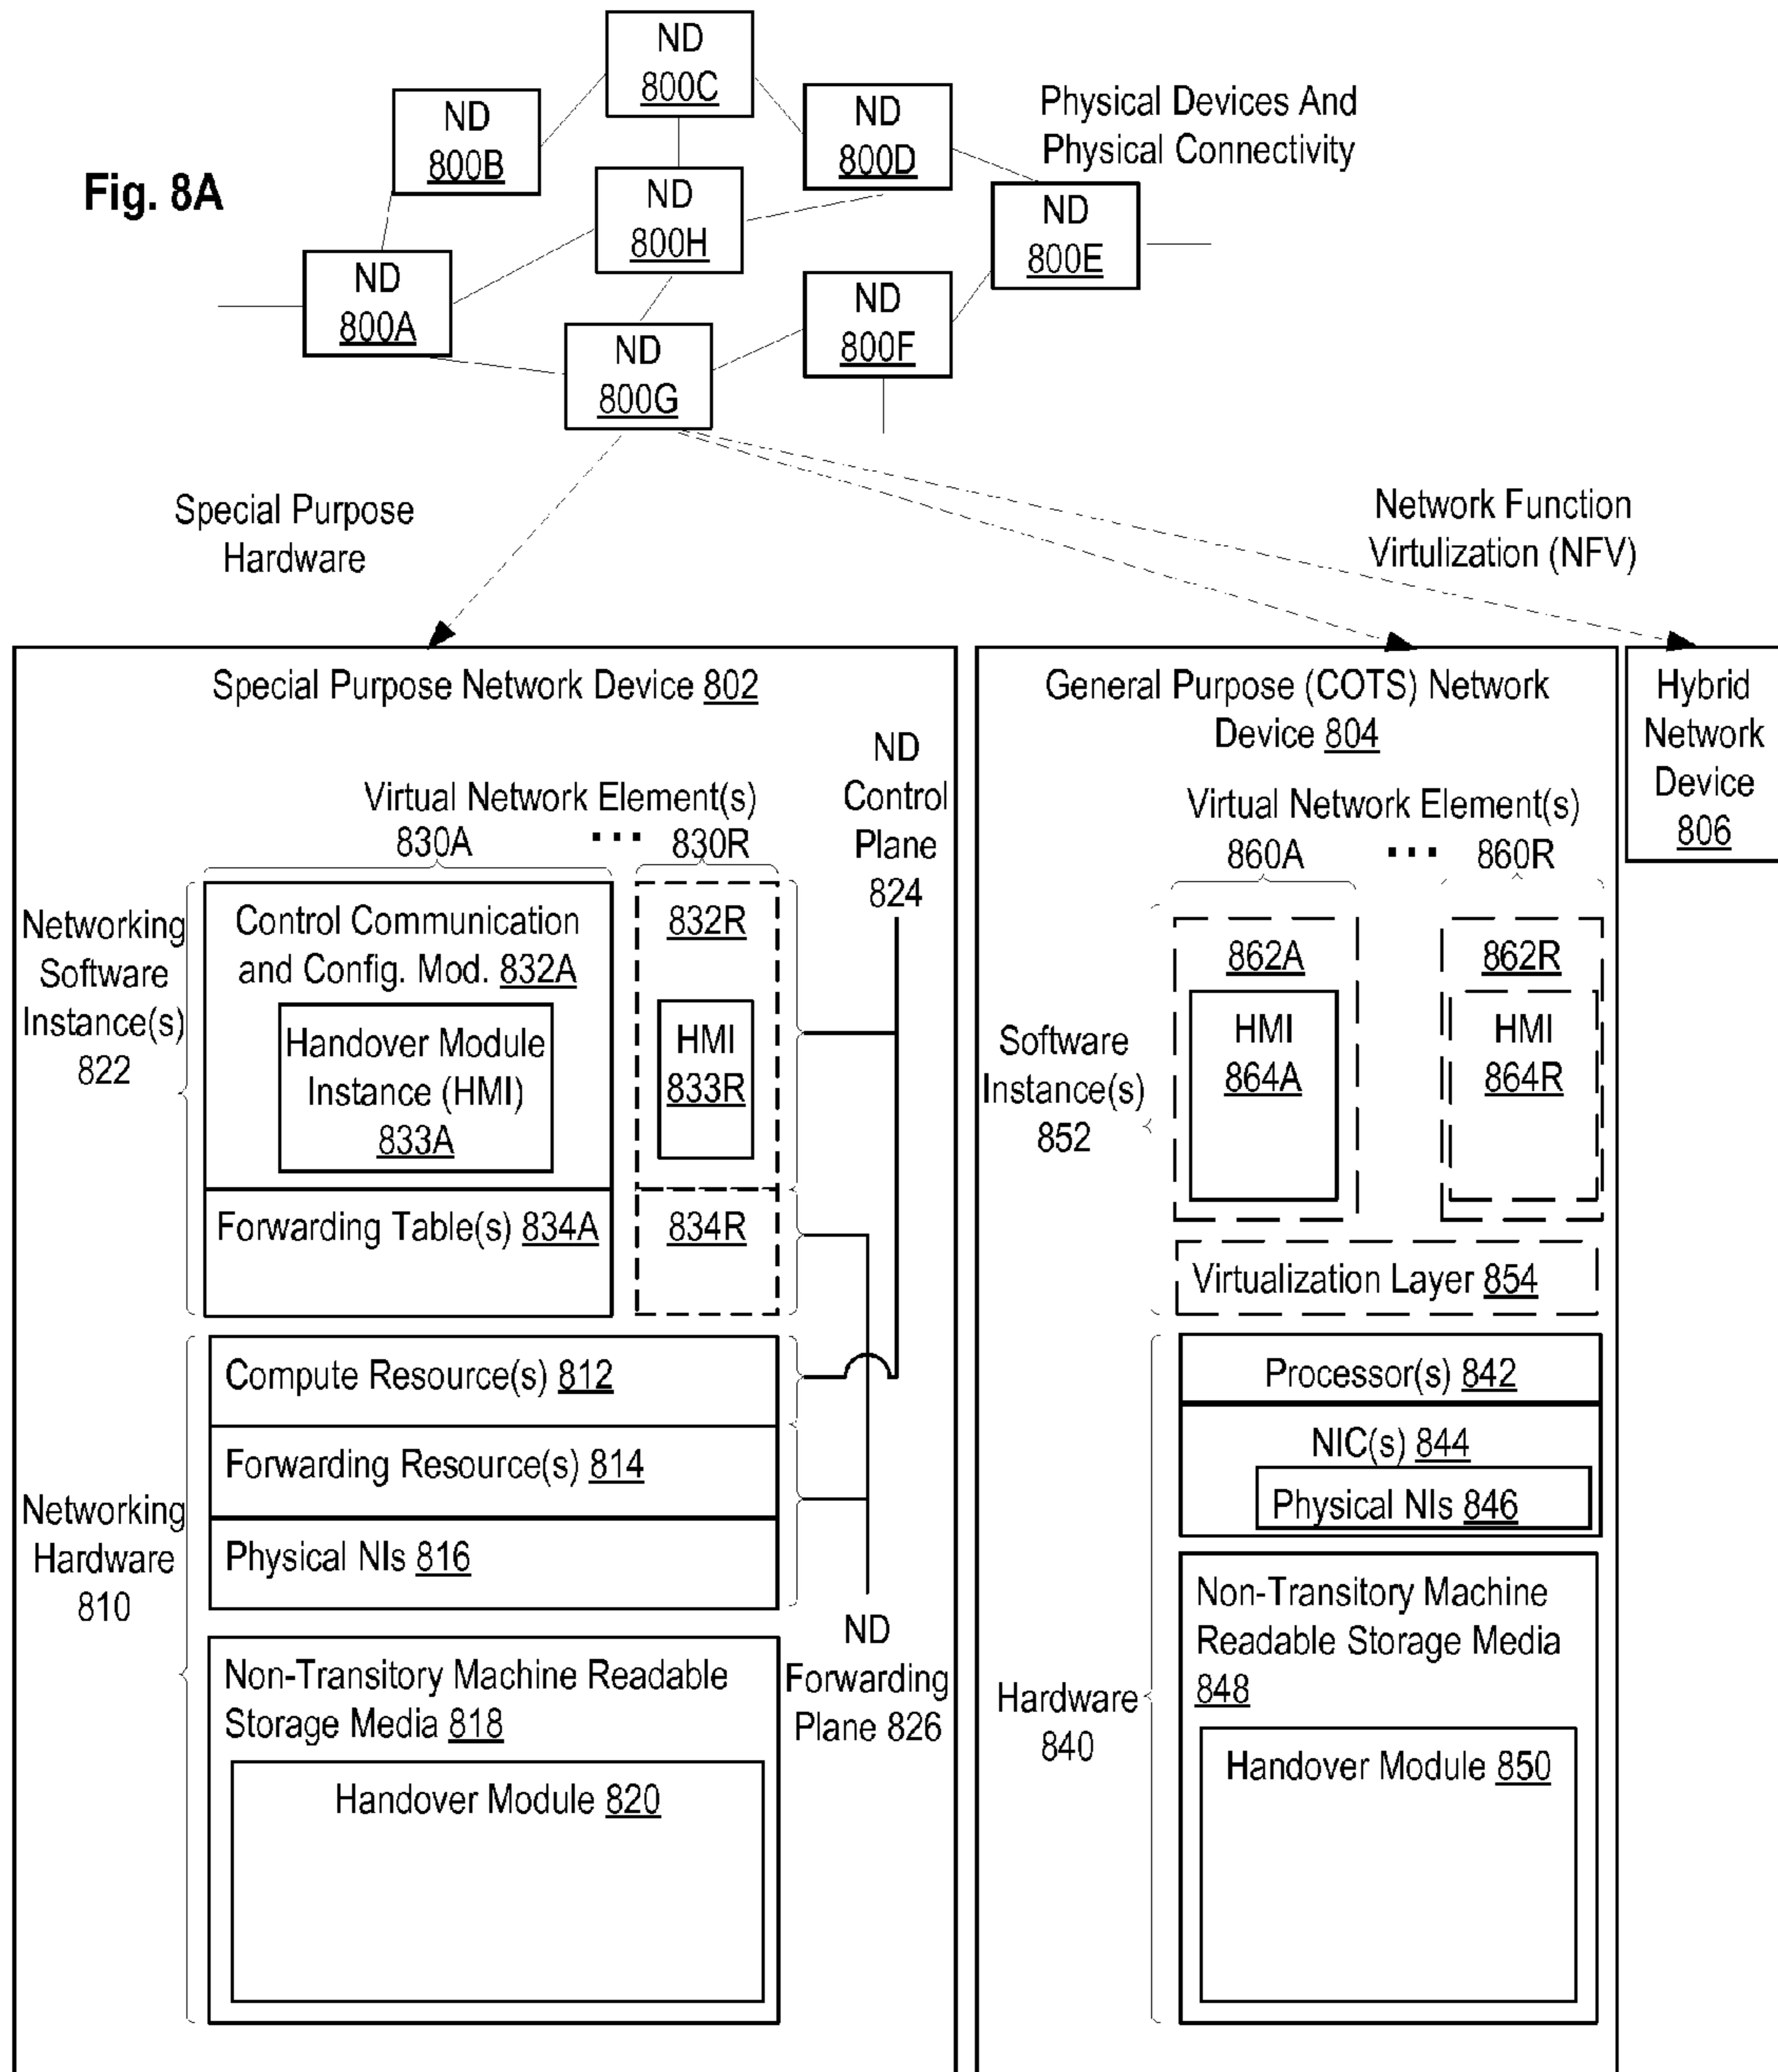 ND
800C
ND
800B
ND
800D
Physical Devices And
Physical Connectivity
Fig. 8A
ND
800H
ND
800E
ND
800A
ND
800F
ND
800G
Special Purpose
Hardware
Network Function
Virtulization (NFV)
Special Purpose Network Device 802
ND
Control
Plane
824
Virtual Network Element(s)
830A ... 830R
Networking
Software
Instance(s)
822
Control Communication
and Config. Mod. 832A
Handover Module
Instance (HMI)
833A
832R
HMI
833R
Forwarding Table(s) 834A
834R
Networking
Hardware
810
Compute Resource(s) 812
Forwarding Resource(s) 814
Physical NIs 816
ND
Forwarding
Plane 826
Non-Transitory Machine Readable
Storage Media 818
Handover Module 820
General Purpose (COTS) Network
Device 804
Virtual Network Element(s)
860A ... 860R
Software
Instance(s)
852
862A
HMI
864A
862R
HMI
864R
Virtualization Layer 854
Hardware
840
Processor(s) 842
NIC(s) 844
Physical NIs 846
Non-Transitory Machine
Readable Storage Media
848
Handover Module 850
Hybrid
Network
Device
806